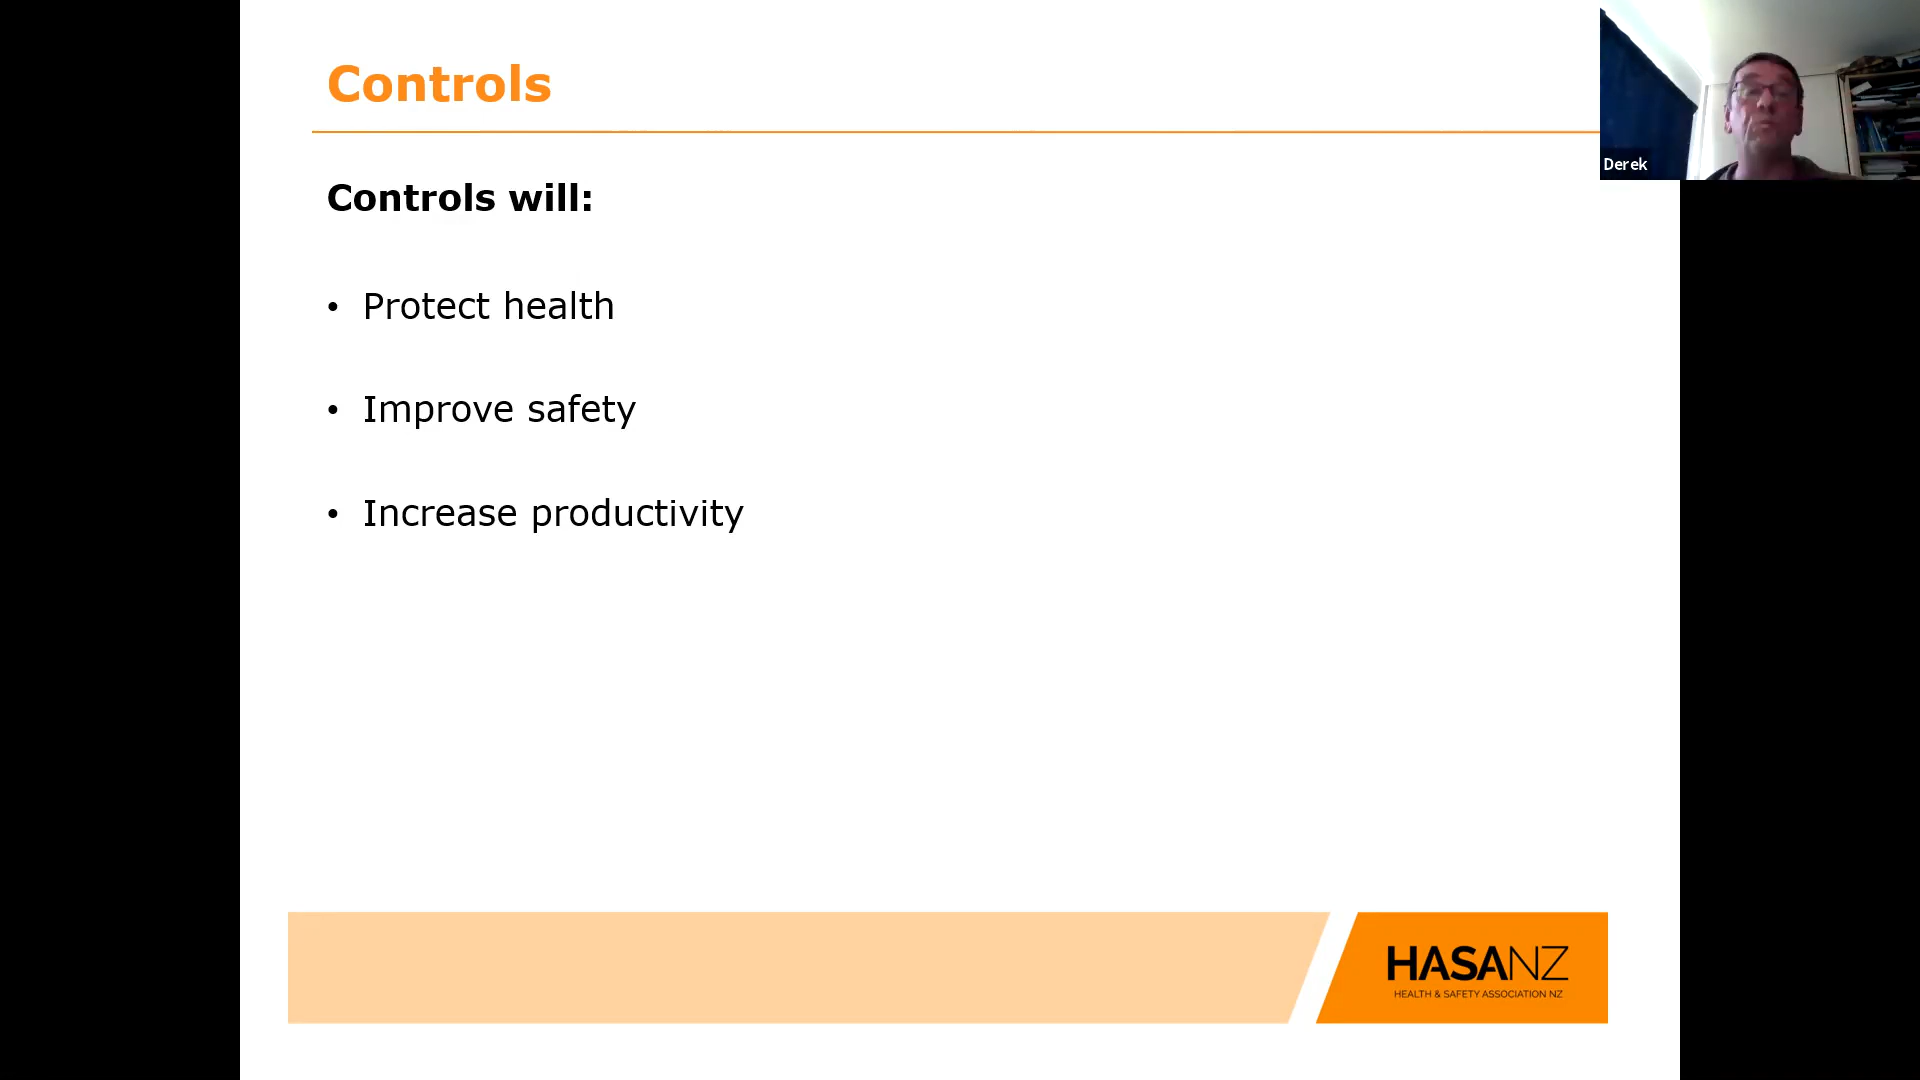 Controls
Derek
Controls will:
• Protect health
• Improve safety
• Increase productivity
HASANZ
HEALTH & SAFETY ASSOCIATION NZ